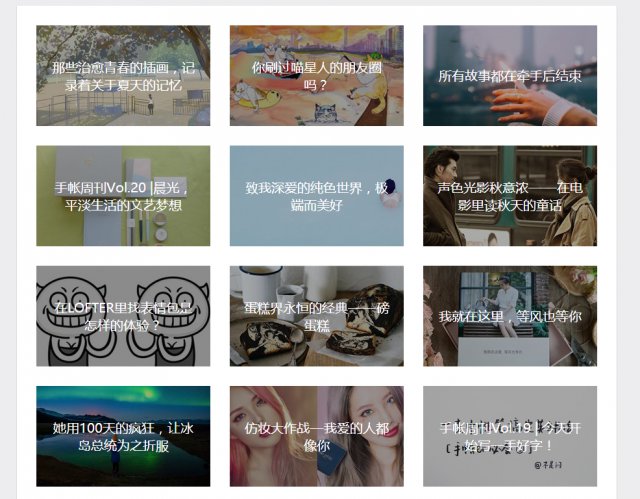 那些治愈青春的插画，记
录着关于夏天的记忆
你刷过喵星人的朋友圈
吗？
所有故事都在牵手后结束
手帐周刊Vol.20 |晨光，
平淡生活的文艺梦想
致我深爱的纯色世界，极
端而美好
声色光影秋意浓——在电
影里读秋天的童话
在LOFTER里找表情包是
怎样的体验？
蛋糕界永恒的经典——磅
蛋糕
我就在这里，等风也等你
她用100天的疯狂，让冰
岛总统为之折服
仿妆大作战—我爱的人都
像你
手帐周刊Vol.19 | 今天开
始写一手好字！